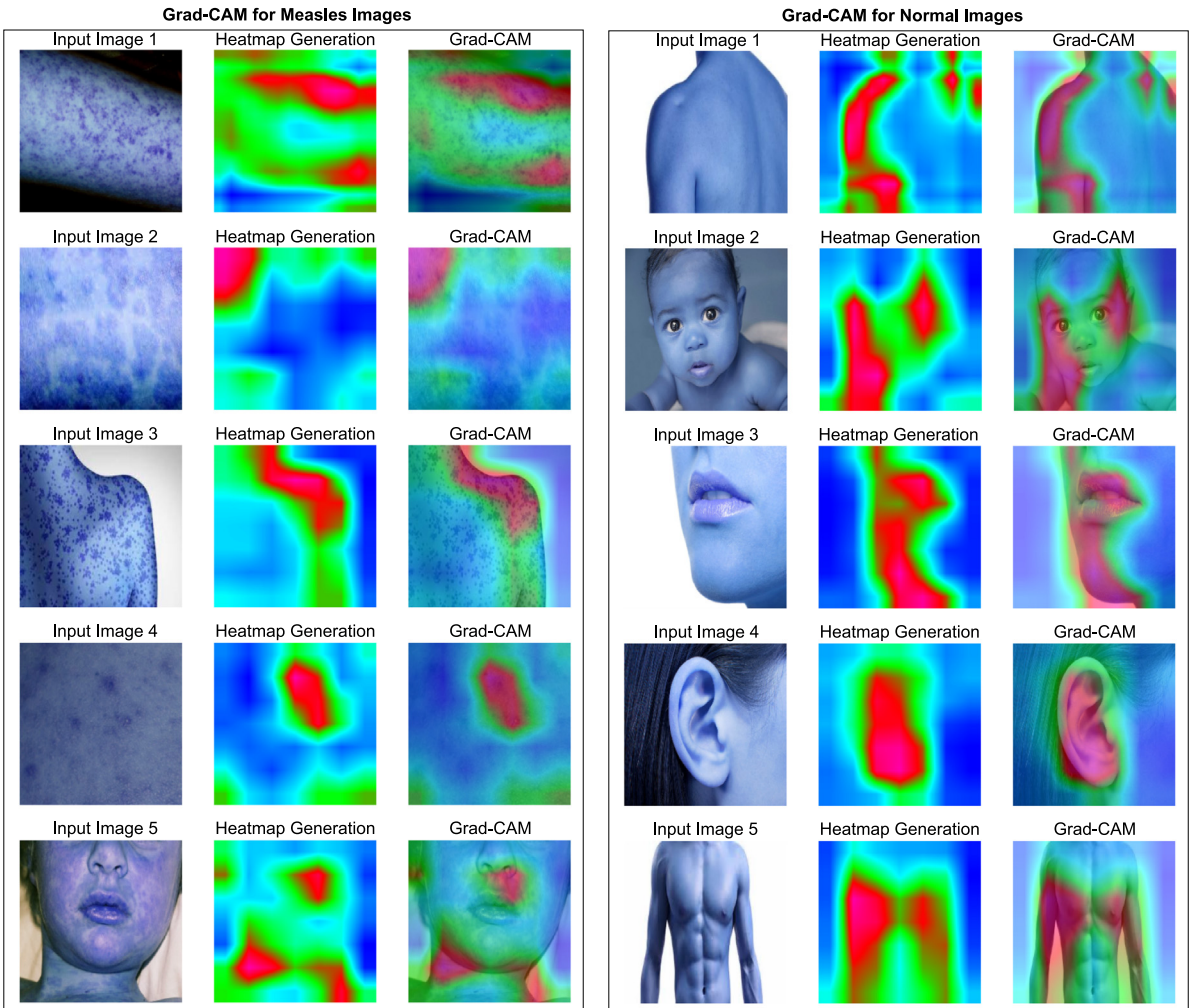 Grad-CAM for Measles Images
Input Image 1 Heatmap Generation Grad-CAM
Input Image 2 Heatmap Generation Grad-CAM
Input Image 3 Heatmap Generation Grad-CAM
Input Image 4 Heatmap Generation Grad-CAM
Input Image 5 Heatmap Generation Grad-CAM
Grad-CAM for Normal Images
Input Image 1 Heatmap Generation Grad-CAM
Input Image 2 Heatmap Generation Grad-CAM
Input Image 3 Heatmap Generation Grad-CAM
Input Image 4 Heatmap Generation Grad-CAM
Input Image 5 Heatmap Generation Grad-CAM